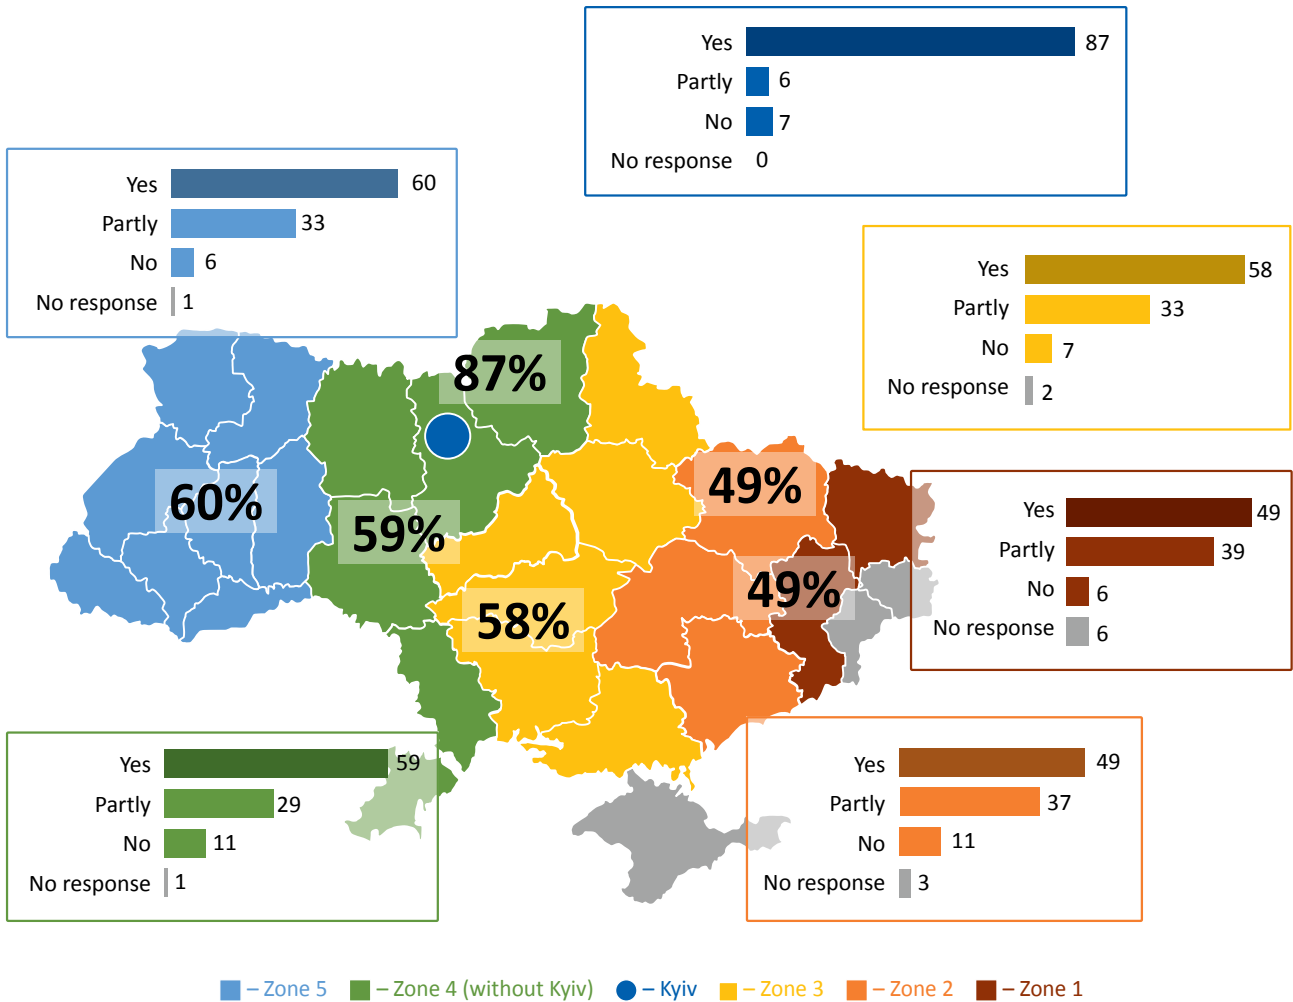 Yes 87
Partly 6
No 7
No response 0
Yes 60
Partly 33
No 6
No response 1
Yes 58
Partly 33
No 7
No response 2
87%
60%
59%
49%
49%
58%
Yes 49
Partly 39
No 6
No response 6
Yes 59
Partly 29
No 11
No response 1
Yes 49
Partly 37
No 11
No response 3
– Zone 5 – Zone 4 (without Kyiv) – Kyiv – Zone 3 – Zone 2 – Zone 1